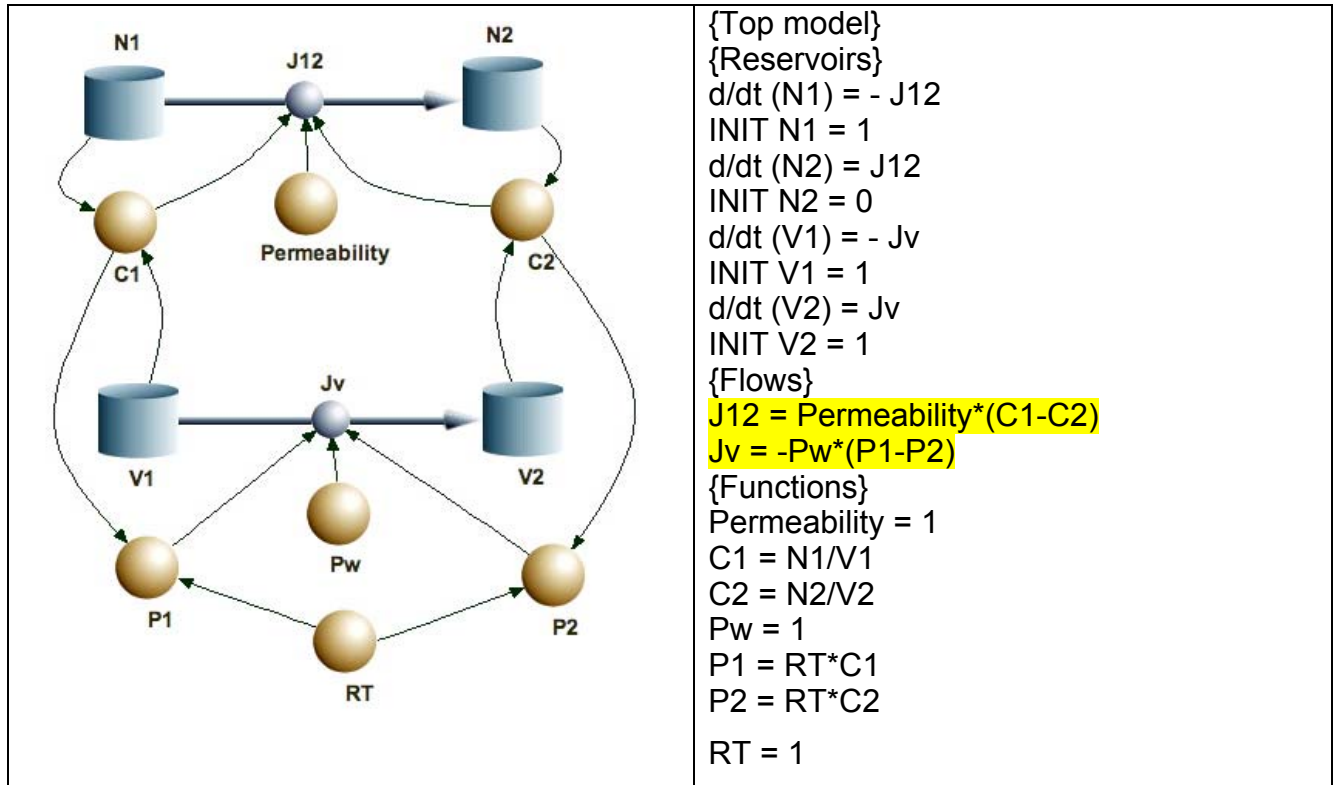 N1
N2
J12
Permeability
C1
C2
Jv
V1
V2
Pw
P1
P2
RT
{Top model}
{Reservoirs}
d/dt (N1) = - J12
INIT N1 = 1
d/dt (N2) = J12
INIT N2 = 0
d/dt (V1) = - Jv
INIT V1 = 1
d/dt (V2) = Jv
INIT V2 = 1
{Flows}
J12 = Permeability*(C1-C2)
Jv = -Pw*(P1-P2)
{Functions}
Permeability = 1
C1 = N1/V1
C2 = N2/V2
Pw = 1
P1 = RT*C1
P2 = RT*C2
RT = 1